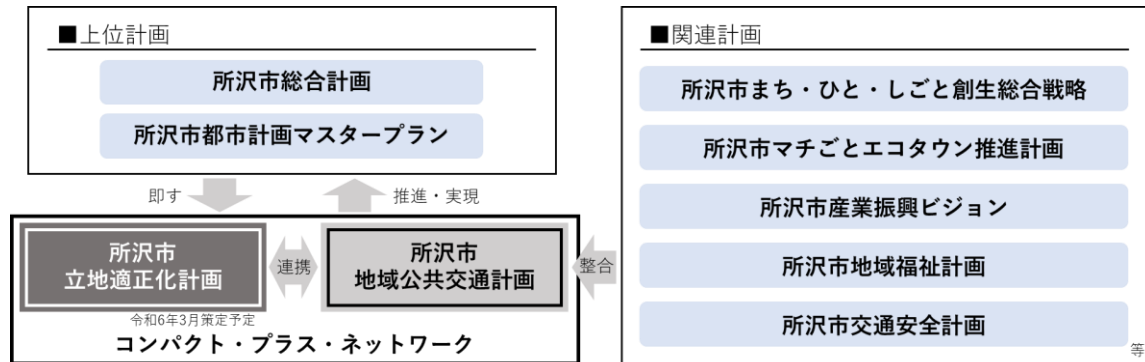 ■上位計画
所沢市総合計画
所沢市都市計画マスタープラン
即す
推進・実現
所沢市
立地適正化計画
連携
所沢市
地域公共交通計画
令和6年3月策定予定
コンパクト・プラス・ネットワーク
整合
■関連計画
所沢市まち・ひと・しごと創生総合戦略
所沢市マチごとエコタウン推進計画
所沢市産業振興ビジョン
所沢市地域福祉計画
所沢市交通安全計画
等